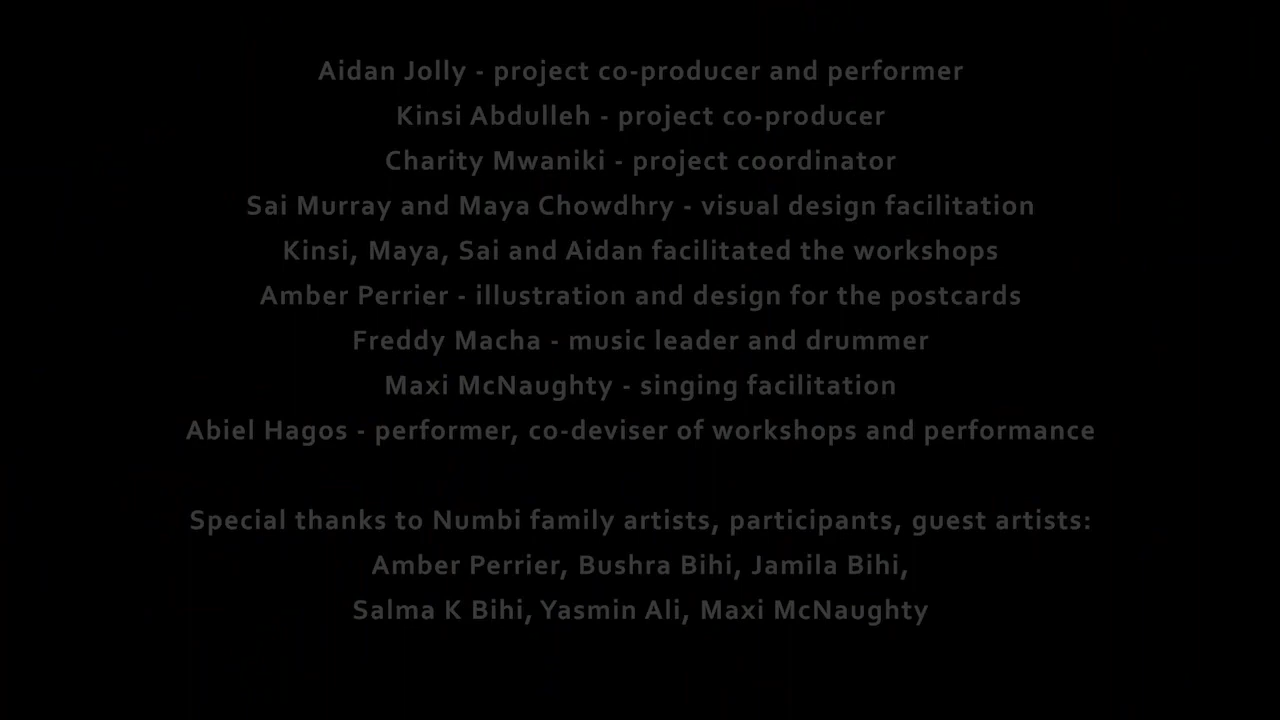 Aidan Jolly - project co-producer and performer
Kinsi Abdulleh - project co-producer
Charity Mwaniki - project coordinator
Sai Murray and Maya Chowdhry - visual design facilitation
Kinsi, Maya, Sai and Aidan facilitated the workshops
Amber Perrier - illustration and design for the postcards
Freddy Macha - music leader and drummer
Maxi McNaughty - singing facilitation
Abiel Hagos - performer, co-deviser of workshops and performance
Special thanks to Numbi family artists, participants, guest artists:
Amber Perrier, Bushra Bihi, Jamila Bihi,
Salma K Bihi, Yasmin Ali, Maxi McNaughty